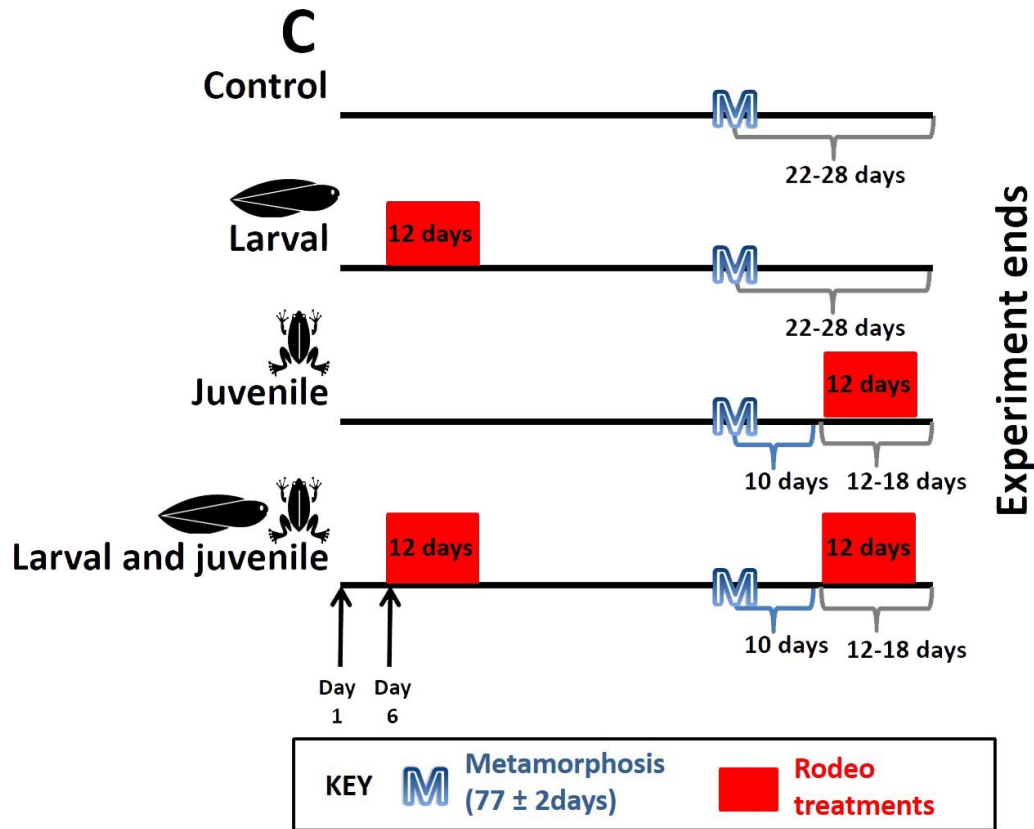 C
Control
M
22-28 days
Larval
12 days
M
22-28 days
Juvenile
12 days
M
10 days
12-18 days
Larval and juvenile
12 days
12 days
M
10 days
12-18 days
Day
1
Day
6
Experiment ends
KEY
M
Metamorphosis
(77 ± 2days)
Rodeo
treatments